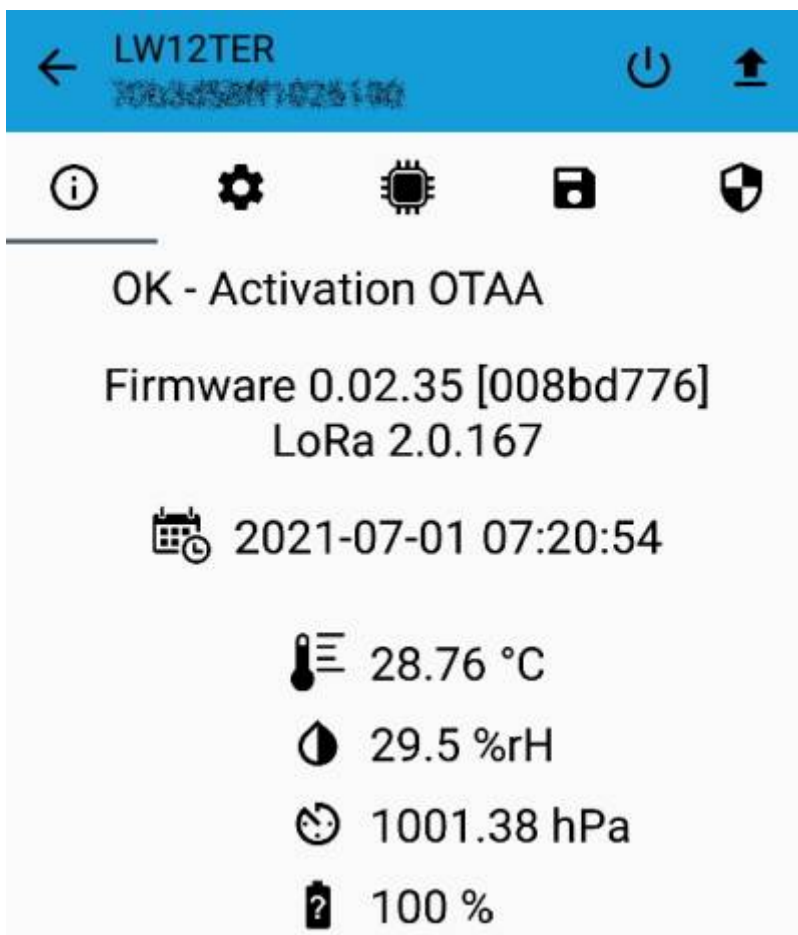 LW12TER
OK - Activation OTAA
Firmware 0.02.35 [008bd776]
LoRa 2.0.167
2021-07-01 07:20:54
28.76 °C
29.5 %rH
1001.38 hPa
100 %